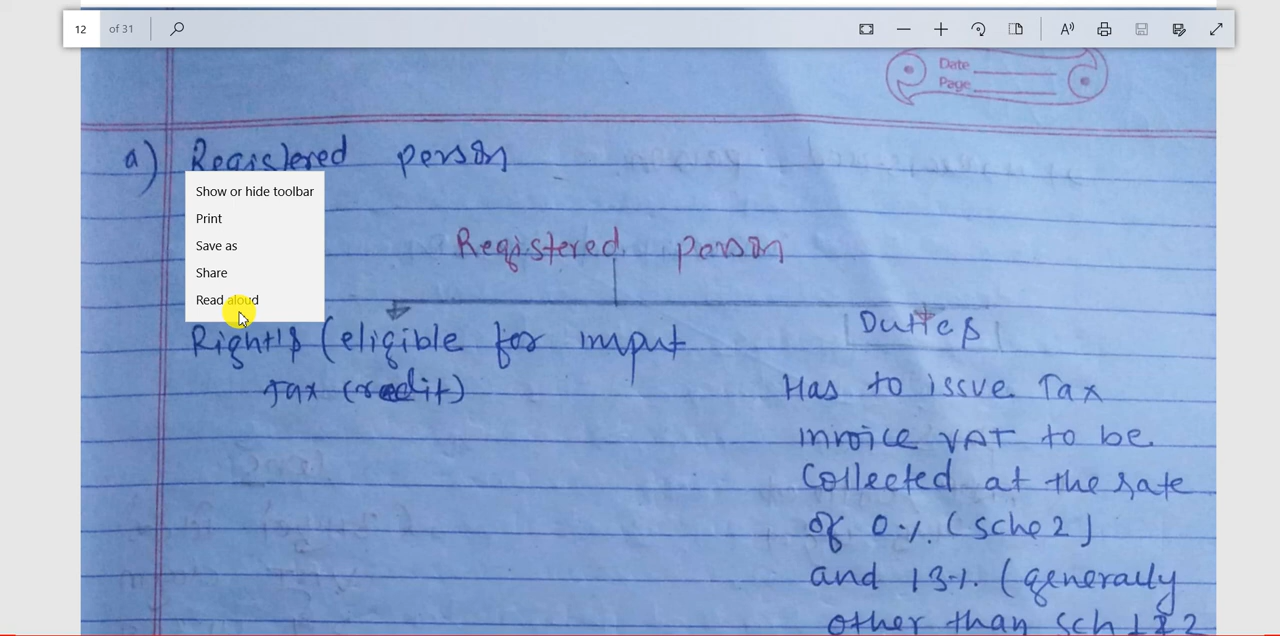 12 of 31
Date
Page
a) Registered person
Show or hide toolbar
Print
Save as
Share
Read aloud
Registered person
Right's (eligible for input
Tax credit)
Duties
Has to issue Tax
invoice VAT to be
collected at the rate
of 0% (sche 2)
and 13% (generally
other than sch 1 & 2